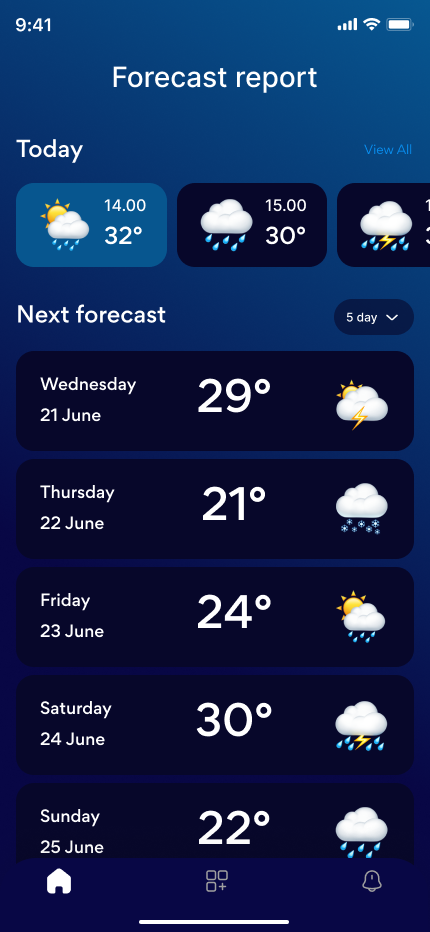 9:41
Forecast report
Today
View All
14.00
32°
15.00
30°
Next forecast
5 day
Wednesday
21 June
29°
Thursday
22 June
21°
Friday
23 June
24°
Saturday
24 June
30°
Sunday
25 June
22°